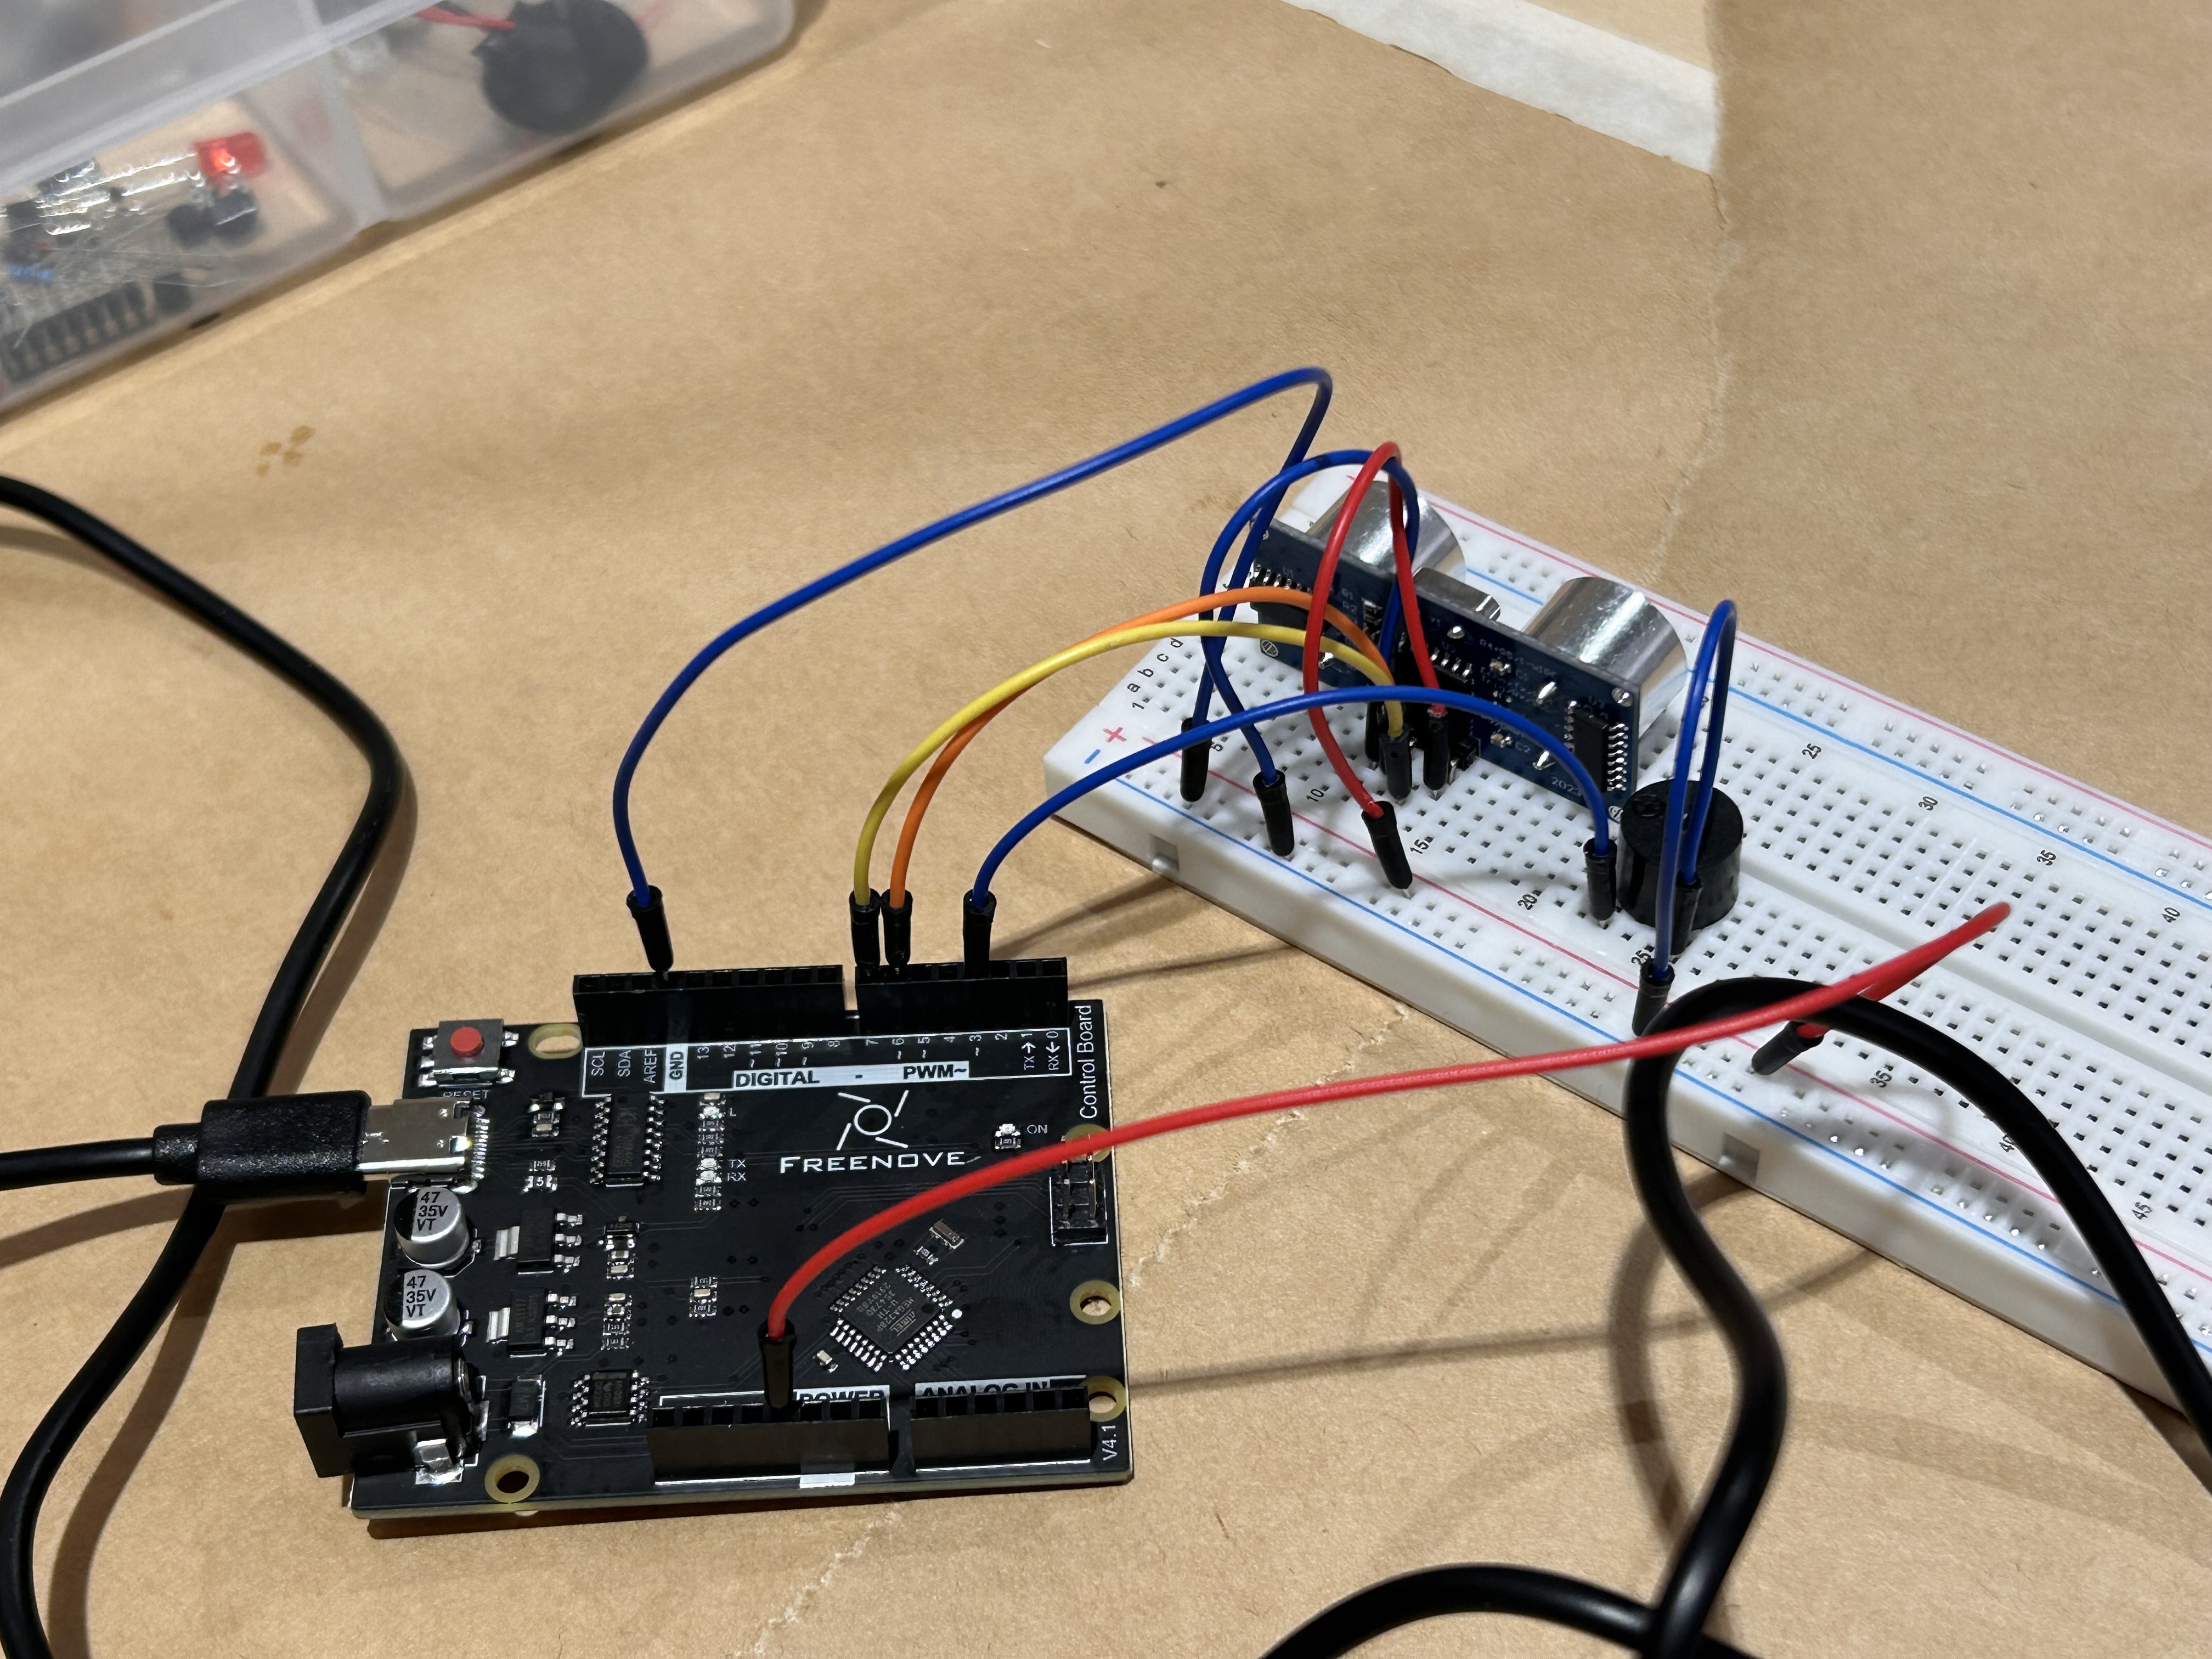 a b c d
1
+
-
5
10
15
20
25
25
30
35
40
35
40
45
RESET
SCL
SDA
AREF
GND
13
12
~11
~10
~9
8
7
~6
~5
4
~3
2
TX→1
RX←0
DIGITAL - PWM~
Control Board
L
TX
RX
ON
FREENOVE
47
35V
VT
47
35V
VT
ATMEL
POWER
ANALOG IN
V4.1